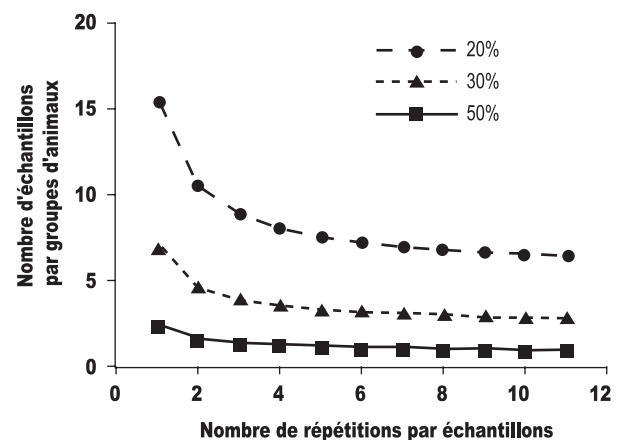 20
15
10
5
0
Nombre d'échantillons
par groupes d'animaux
20%
30%
50%
0 2 4 6 8 10 12
Nombre de répétitions par échantillons